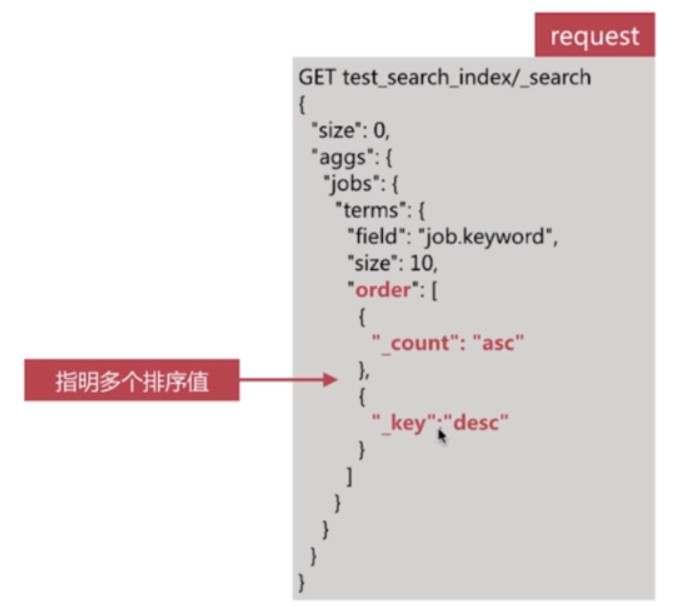 request
GET test_search_index/_search
{
"size": 0,
"aggs": {
"jobs": {
"terms": {
"field": "job.keyword",
"size": 10,
"order": [
{
"_count": "asc"
指明多个排序值
},
{
"_key":"desc"
}
]
}
}
}
}